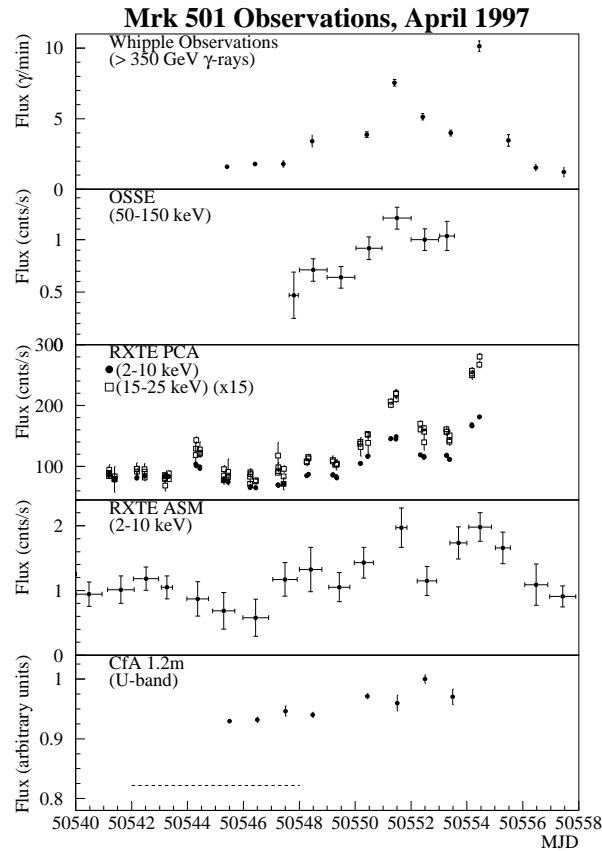 Mrk 501 Observations, April 1997
Whipple Observations
(> 350 GeV γ-rays)
Flux (γ/min)
10
5
0
OSSE
(50-150 keV)
Flux (cnts/s)
1
0.5
0
RXTE PCA
(2-10 keV)
(15-25 keV) (x15)
Flux (cnts/s)
300
200
100
RXTE ASM
(2-10 keV)
Flux (cnts/s)
2
1
0
CfA 1.2m
(U-band)
Flux (arbitrary units)
1
0.9
0.8
50540 50542 50544 50546 50548 50550 50552 50554 50556 50558
MJD